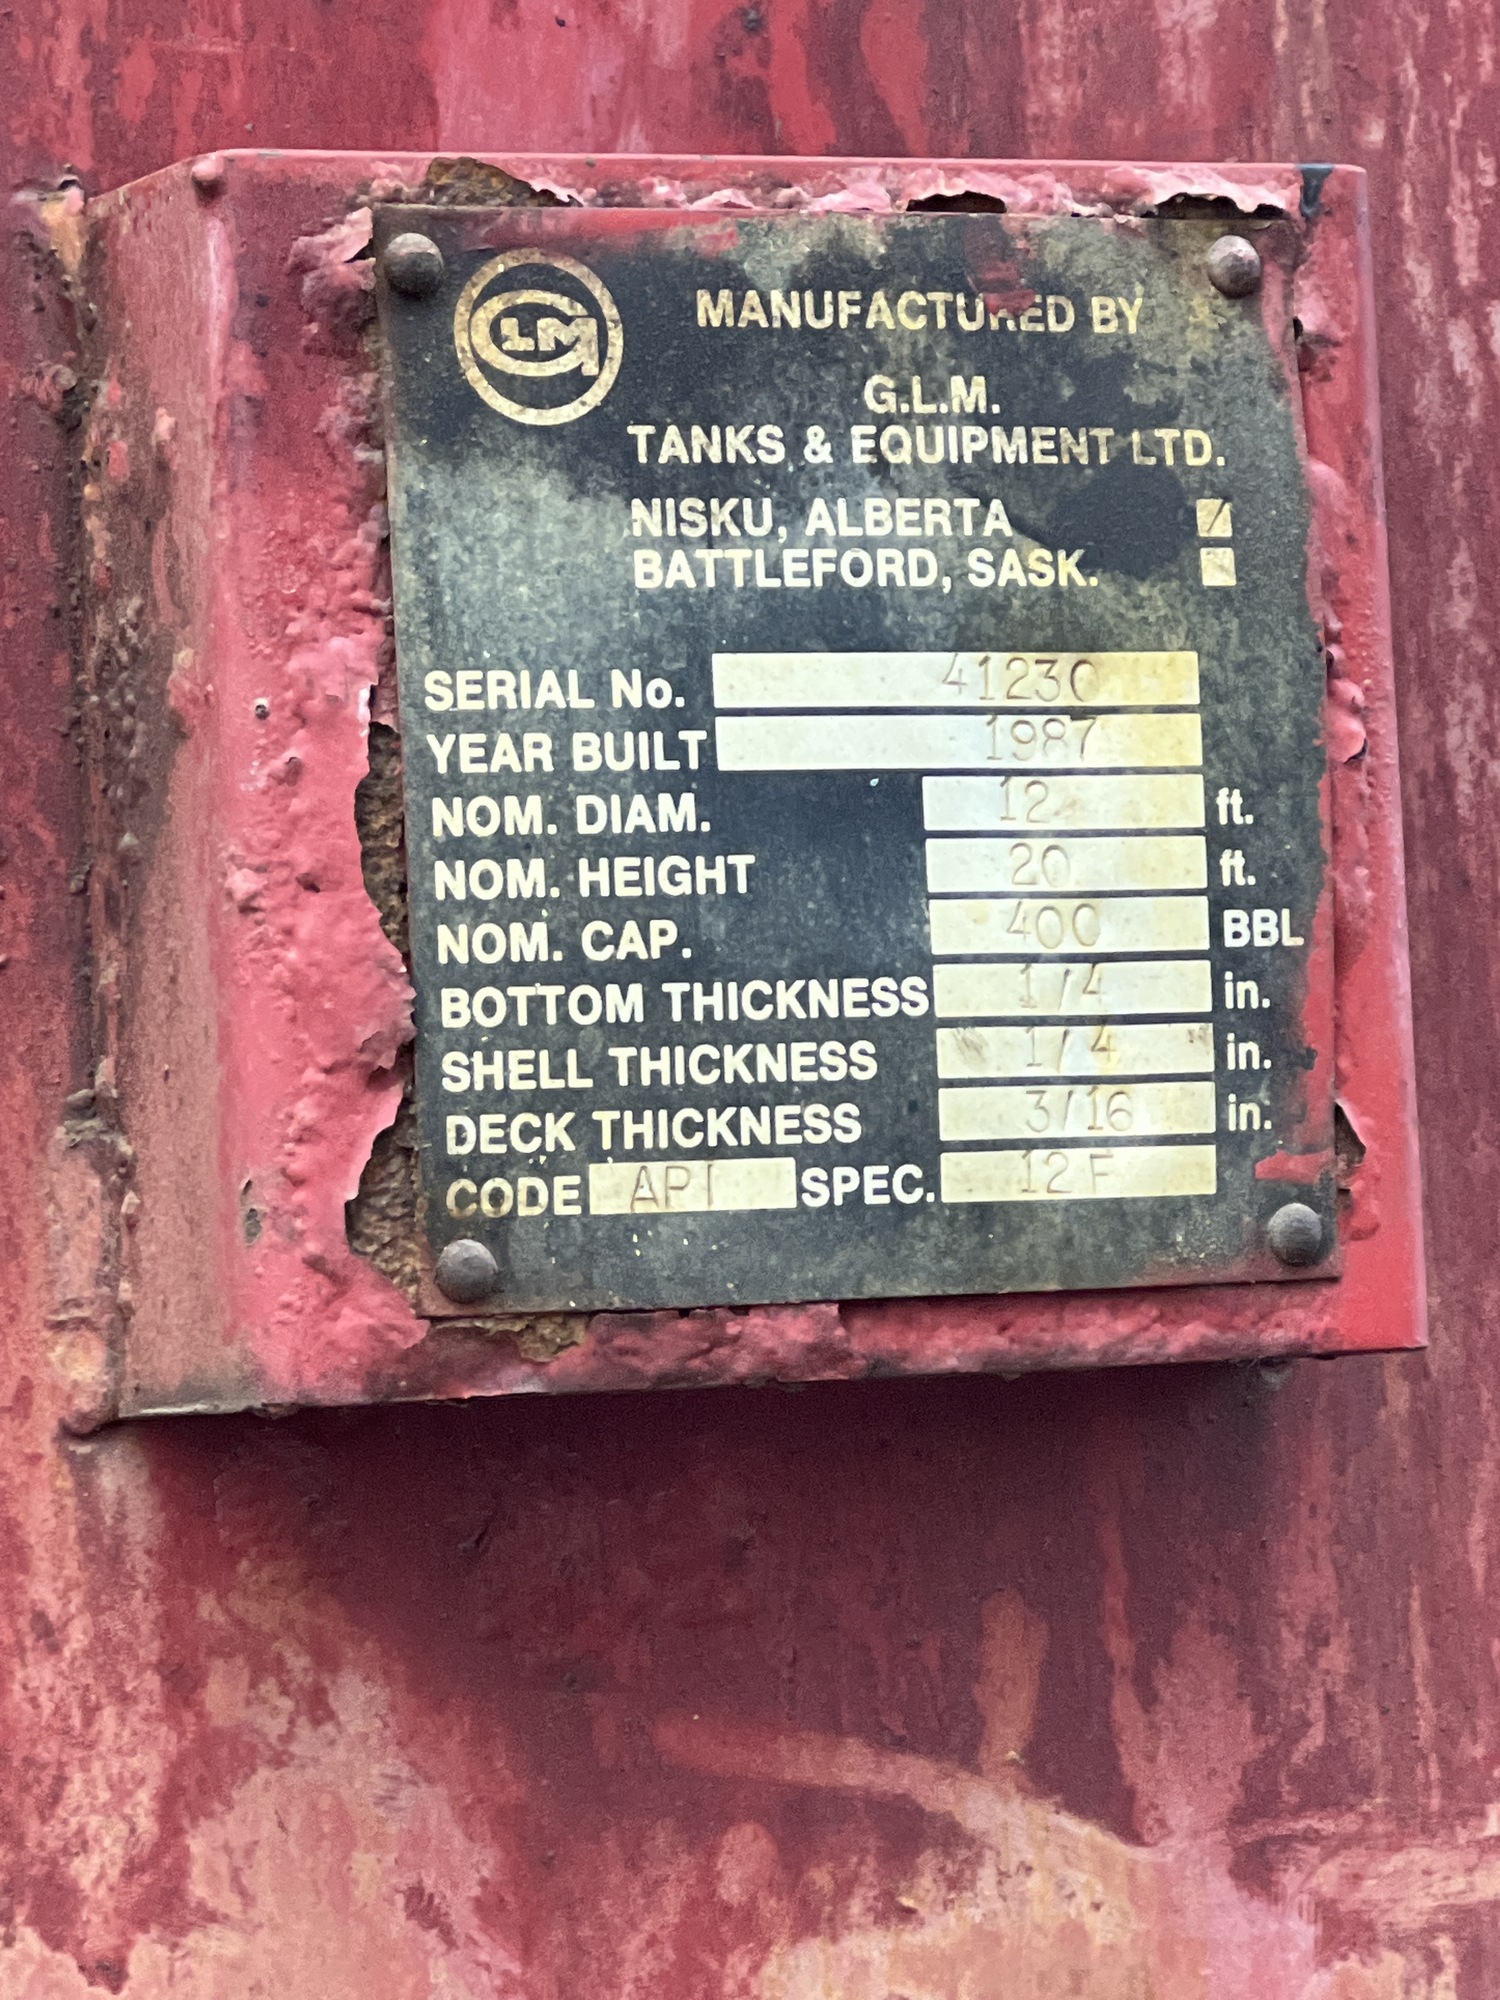 GLM
MANUFACTURED BY
G.L.M.
TANKS & EQUIPMENT LTD.
NISKU, ALBERTA
BATTLEFORD, SASK.
SERIAL No. 41230
YEAR BUILT 1987
NOM. DIAM. 12 ft.
NOM. HEIGHT 20 ft.
NOM. CAP. 400 BBL
BOTTOM THICKNESS 1/4 in.
SHELL THICKNESS 1/4 in.
DECK THICKNESS 3/16 in.
CODE API SPEC. 12F